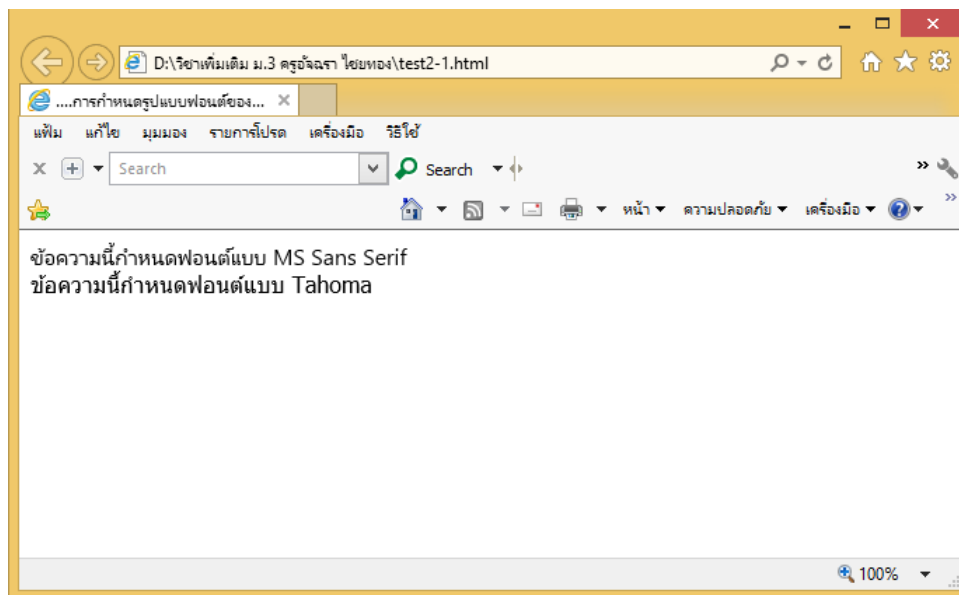 D:\วิชาเพิ่มเติม ม.3 ครูอัจฉรา ไชยทอง\test2-1.html
....การกำหนดรูปแบบฟอนต์ของ...
แฟ้ม แก้ไข มุมมอง รายการโปรด เครื่องมือ วิธีใช้
Search Search
หน้า ความปลอดภัย เครื่องมือ
ข้อความนี้กำหนดฟอนต์แบบ MS Sans Serif
ข้อความนี้กำหนดฟอนต์แบบ Tahoma
100%